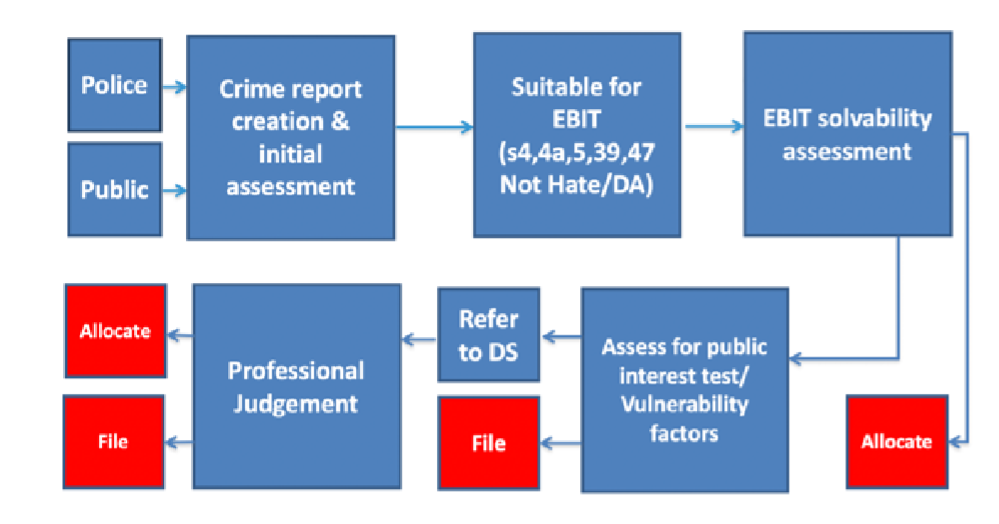 Police
Public
Crime report
creation &
initial
assessment
Suitable for
EBIT
(s4,4a,5,39,47
Not Hate/DA)
EBIT solvability
assessment
Allocate
File
Professional
Judgement
Refer
to DS
File
Assess for public
interest test/
Vulnerability
factors
Allocate